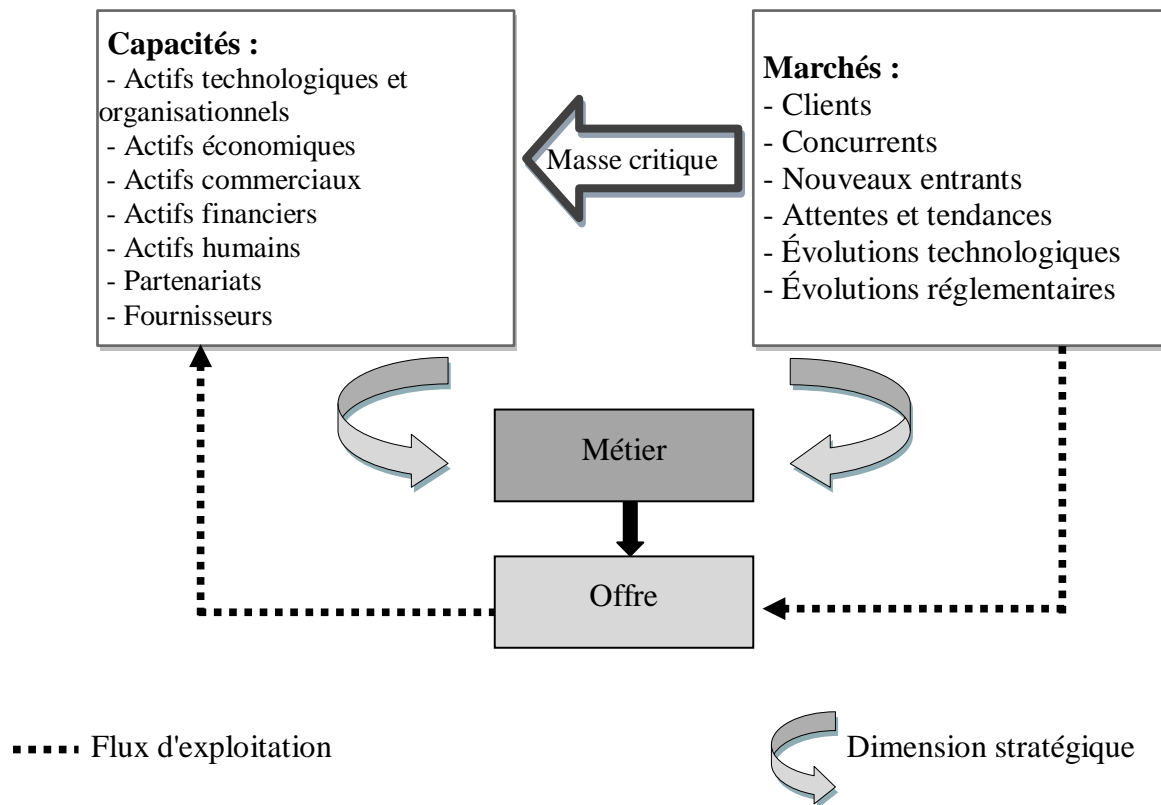 Capacités :
- Actifs technologiques et
organisationnels
- Actifs économiques
- Actifs commerciaux
- Actifs financiers
- Actifs humains
- Partenariats
- Fournisseurs
Masse critique
Marchés :
- Clients
- Concurrents
- Nouveaux entrants
- Attentes et tendances
- Évolutions technologiques
- Évolutions réglementaires
Métier
Offre
Flux d'exploitation
Dimension stratégique